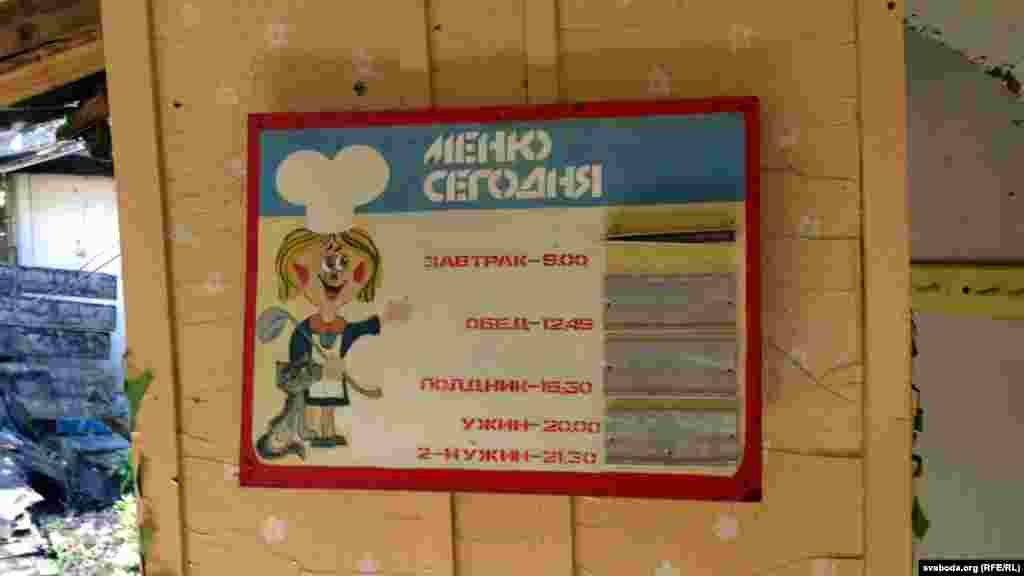 МЕНЮ
СЕГОДНЯ
ЗАВТРАК-9.00
ОБЕД-12.45
ПОЛДНИК-16.30
УЖИН-20.00
2-Й УЖИН-21.30
svaboda.org (RFE/RL)